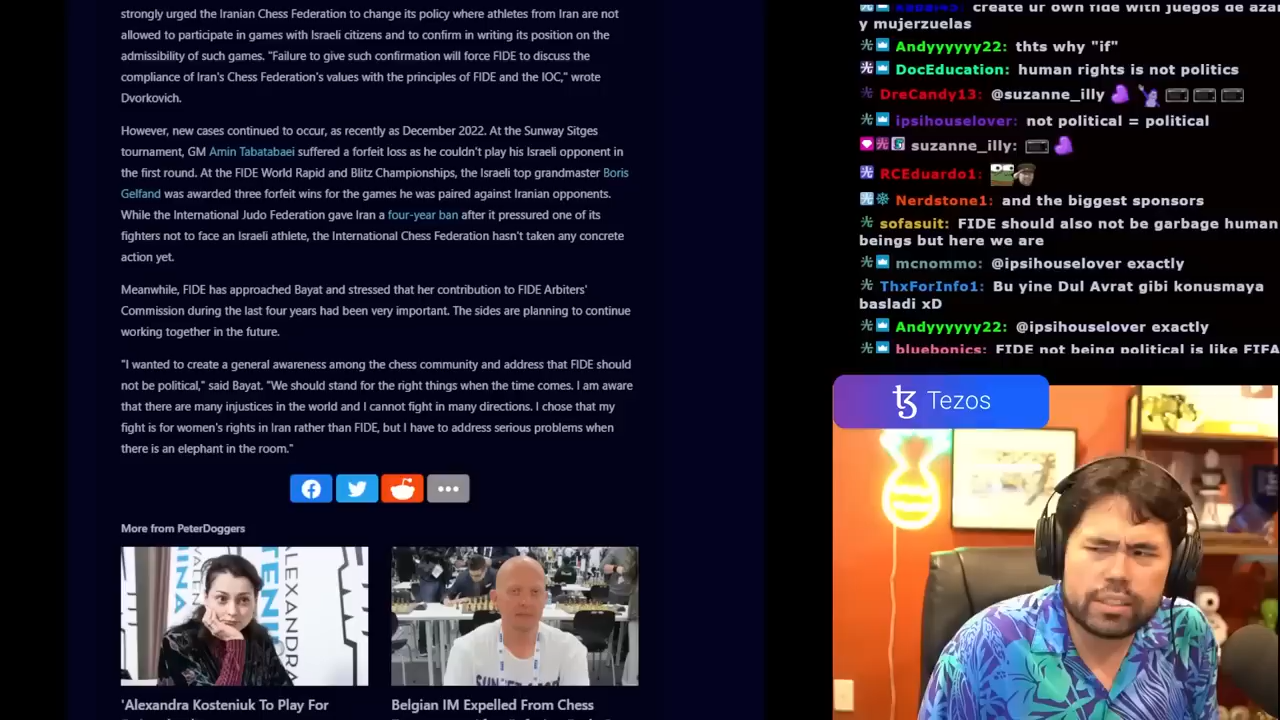 strongly urged the Iranian Chess Federation to change its policy where athletes from Iran are not
allowed to participate in games with Israeli citizens and to confirm in writing its position on the
admissibility of such games. "Failure to give such confirmation will force FIDE to discuss the
compliance of Iran's Chess Federation's values with the principles of FIDE and the IOC," wrote
Dvorkovich.
However, new cases continued to occur, as recently as December 2022. At the Sunway Sitges
tournament, GM Amin Tabatabaei suffered a forfeit loss as he couldn't play his Israeli opponent in
the first round. At the FIDE World Rapid and Blitz Championships, the Israeli top grandmaster Boris
Gelfand was awarded three forfeit wins for the games he was paired against Iranian opponents.
While the International Judo Federation gave Iran a four-year ban after it pressured one of its
fighters not to face an Israeli athlete, the International Chess Federation hasn't taken any concrete
action yet.
Meanwhile, FIDE has approached Bayat and stressed that her contribution to FIDE Arbiters'
Commission during the last four years had been very important. The sides are planning to continue
working together in the future.
"I wanted to create a general awareness among the chess community and address that FIDE should
not be political," said Bayat. "We should stand for the right things when the time comes. I am aware
that there are many injustices in the world and I cannot fight in many directions. I chose that my
fight is for women's rights in Iran rather than FIDE, but I have to address serious problems when
there is an elephant in the room."
More from PeterDoggers
'Alexandra Kosteniuk To Play For
Belgian IM Expelled From Chess
create ur own fide with juegos de azar
y mujerzuelas
Andyyyyyy22: thts why "if"
DocEducation: human rights is not politics
DreCandy13: @suzanne_illy
ipsihouselover: not political = political
suzanne_illy:
RCEduardo1:
Nerdstone1: and the biggest sponsors
sofasuit: FIDE should also not be garbage human
beings but here we are
mcnommo: @ipsihouselover exactly
ThxForInfo1: Bu yine Dul Avrat gibi konusmaya
basladi xD
Andyyyyyy22: @ipsihouselover exactly
bluebonics: FIDE not being political is like FIFA
Tezos